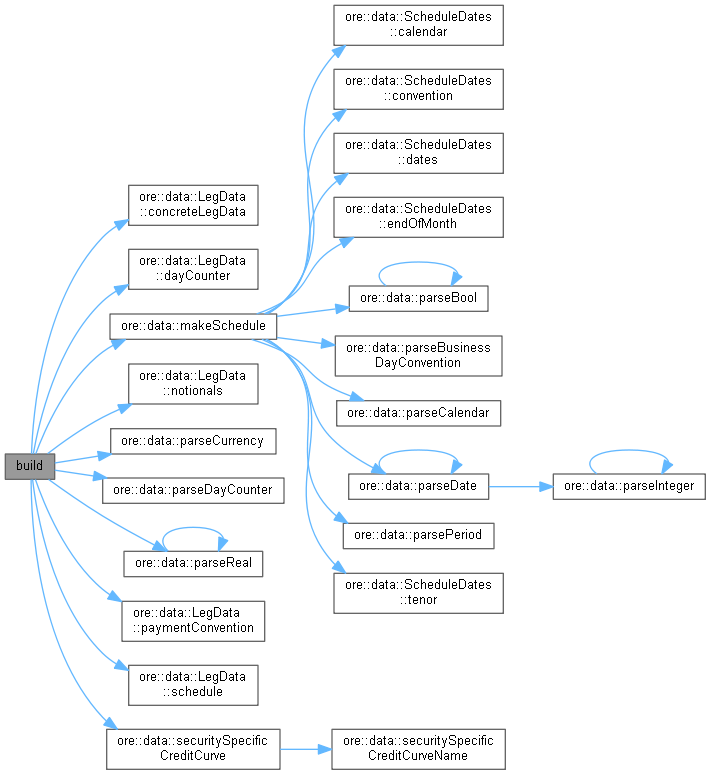 build
ore::data::LegData
::concreteLegData
ore::data::LegData
::dayCounter
ore::data::makeSchedule
ore::data::LegData
::notionals
ore::data::parseCurrency
ore::data::parseDayCounter
ore::data::parseReal
ore::data::LegData
::paymentConvention
ore::data::LegData
::schedule
ore::data::securitySpecific
CreditCurve
ore::data::ScheduleDates
::calendar
ore::data::ScheduleDates
::convention
ore::data::ScheduleDates
::dates
ore::data::ScheduleDates
::endOfMonth
ore::data::parseBool
ore::data::parseBusiness
DayConvention
ore::data::parseCalendar
ore::data::parseDate
ore::data::parsePeriod
ore::data::ScheduleDates
::tenor
ore::data::securitySpecific
CreditCurveName
ore::data::parseInteger